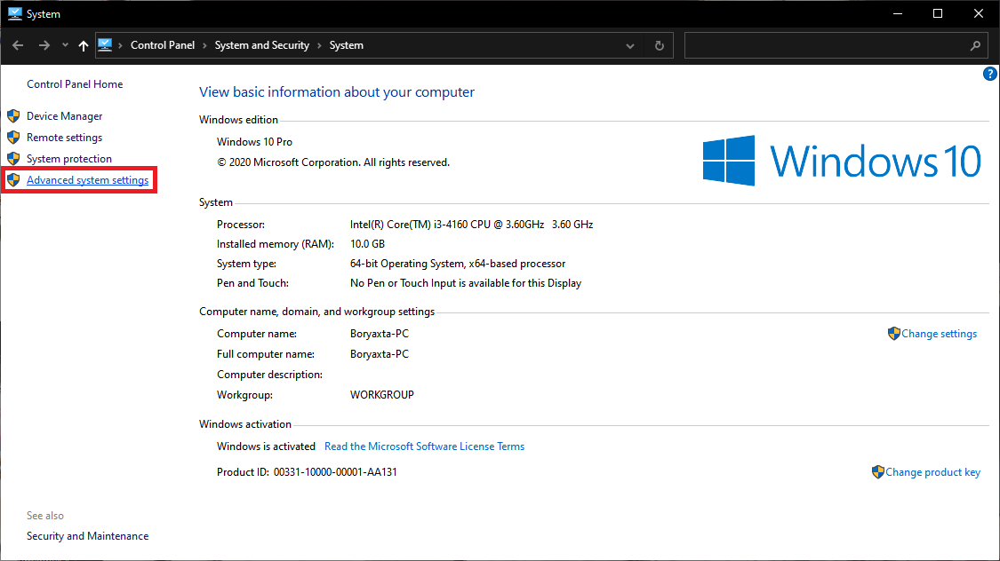 System
Control Panel > System and Security > System
Control Panel Home
Device Manager
Remote settings
System protection
Advanced system settings
See also
Security and Maintenance
?
View basic information about your computer
Windows edition
Windows 10 Pro
© 2020 Microsoft Corporation. All rights reserved.
Windows 10
System
Processor: Intel(R) Core(TM) i3-4160 CPU @ 3.60GHz 3.60 GHz
Installed memory (RAM): 10.0 GB
System type: 64-bit Operating System, x64-based processor
Pen and Touch: No Pen or Touch Input is available for this Display
Computer name, domain, and workgroup settings
Computer name: Boryaxta-PC
Change settings
Full computer name: Boryaxta-PC
Computer description:
Workgroup: WORKGROUP
Windows activation
Windows is activated Read the Microsoft Software License Terms
Product ID: 00331-10000-00001-AA131
Change product key